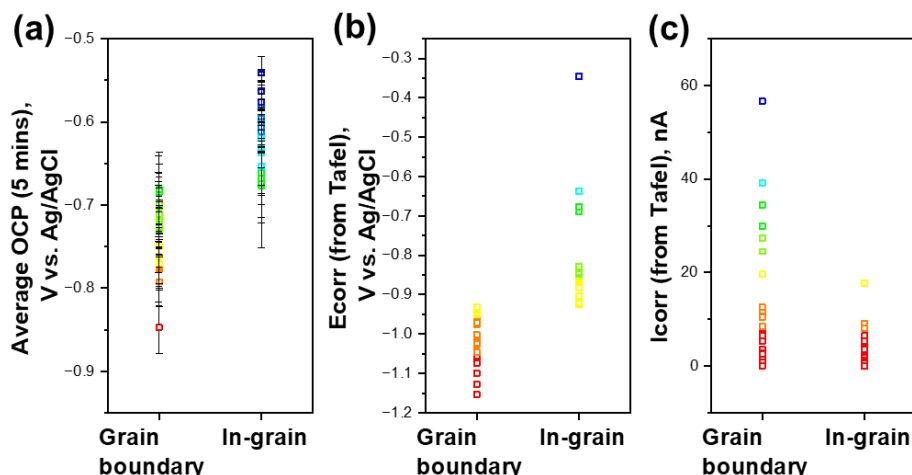 (a)
Average OCP (5 mins),
V vs. Ag/AgCl
−0.5
−0.6
−0.7
−0.8
−0.9
Grain
boundary
In-grain
(b)
Ecorr (from Tafel),
V vs. Ag/AgCl
−0.3
−0.4
−0.5
−0.6
−0.7
−0.8
−0.9
−1.0
−1.1
−1.2
Grain
boundary
In-grain
(c)
Icorr (from Tafel), nA
60
40
20
0
Grain
boundary
In-grain